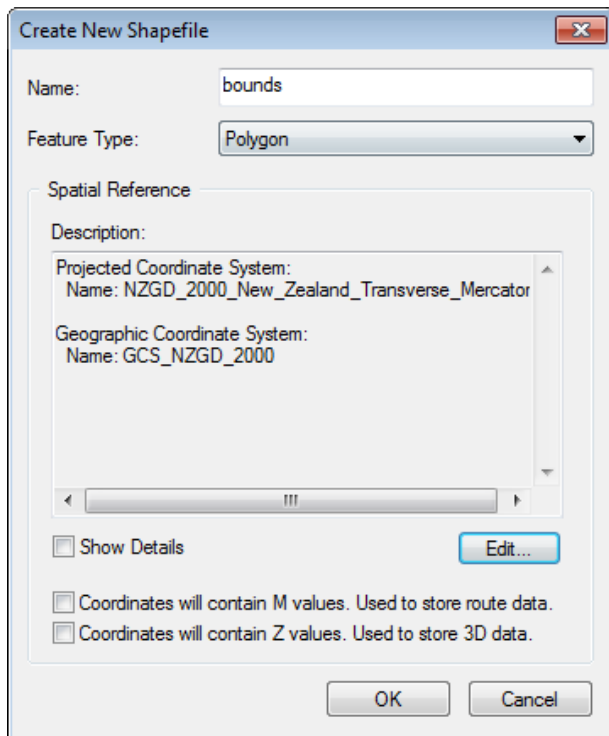 Create New Shapefile
Name:
bounds
Feature Type:
Polygon
Spatial Reference
Description:
Projected Coordinate System:
Name: NZGD_2000_New_Zealand_Transverse_Mercator
Geographic Coordinate System:
Name: GCS_NZGD_2000
Show Details
Edit...
Coordinates will contain M values. Used to store route data.
Coordinates will contain Z values. Used to store 3D data.
OK
Cancel